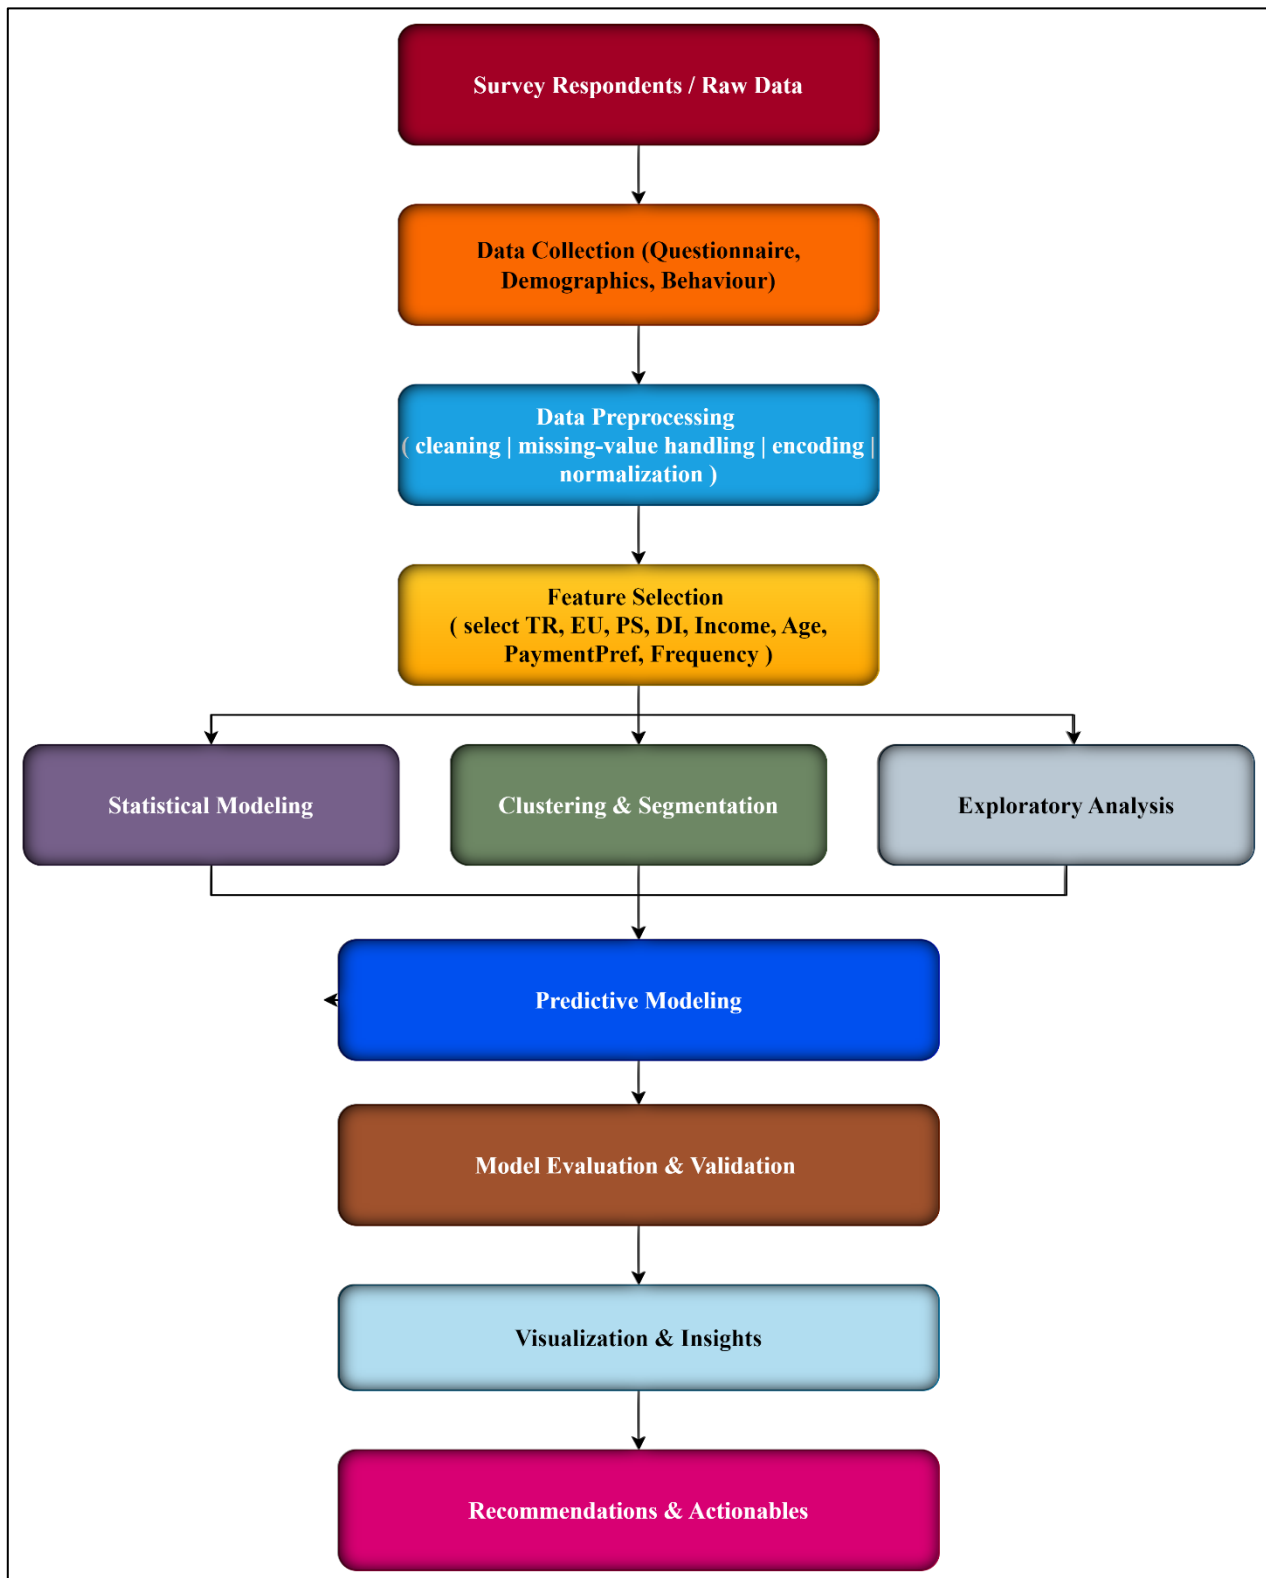 Survey Respondents / Raw Data
Data Collection (Questionnaire,
Demographics, Behaviour)
Data Preprocessing
( cleaning | missing-value handling | encoding |
normalization )
Feature Selection
( select TR, EU, PS, DI, Income, Age,
PaymentPref, Frequency )
Statistical Modeling
Clustering & Segmentation
Exploratory Analysis
Predictive Modeling
Model Evaluation & Validation
Visualization & Insights
Recommendations & Actionables